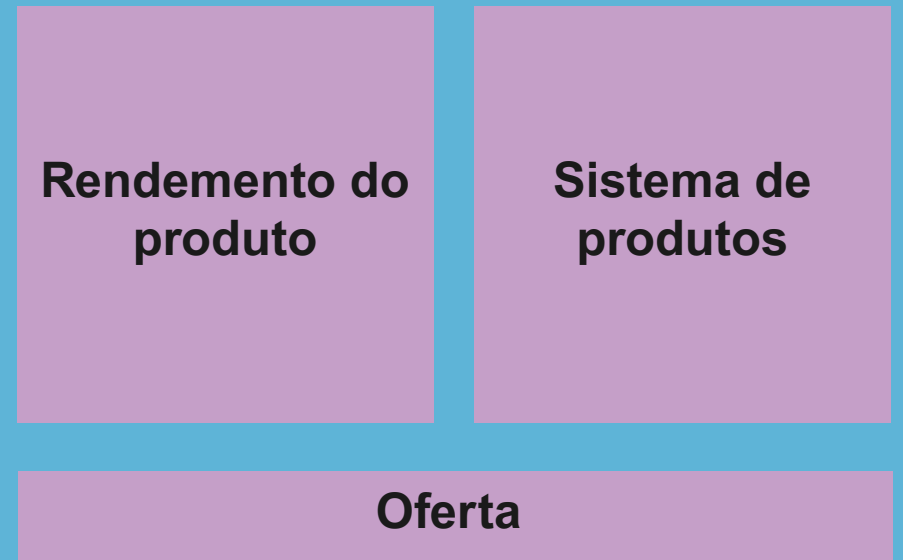 Rendemento do
produto
Sistema de
produtos
Oferta